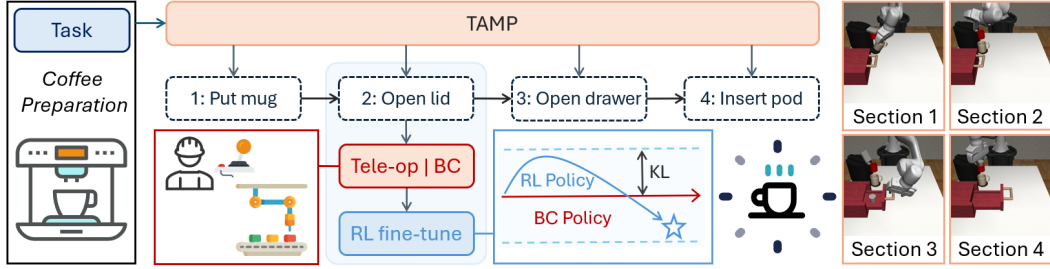 Task
Coffee
Preparation
TAMP
1: Put mug
2: Open lid
3: Open drawer
4: Insert pod
Tele-op | BC
RL fine-tune
RL Policy
KL
BC Policy
Section 1
Section 2
Section 3
Section 4